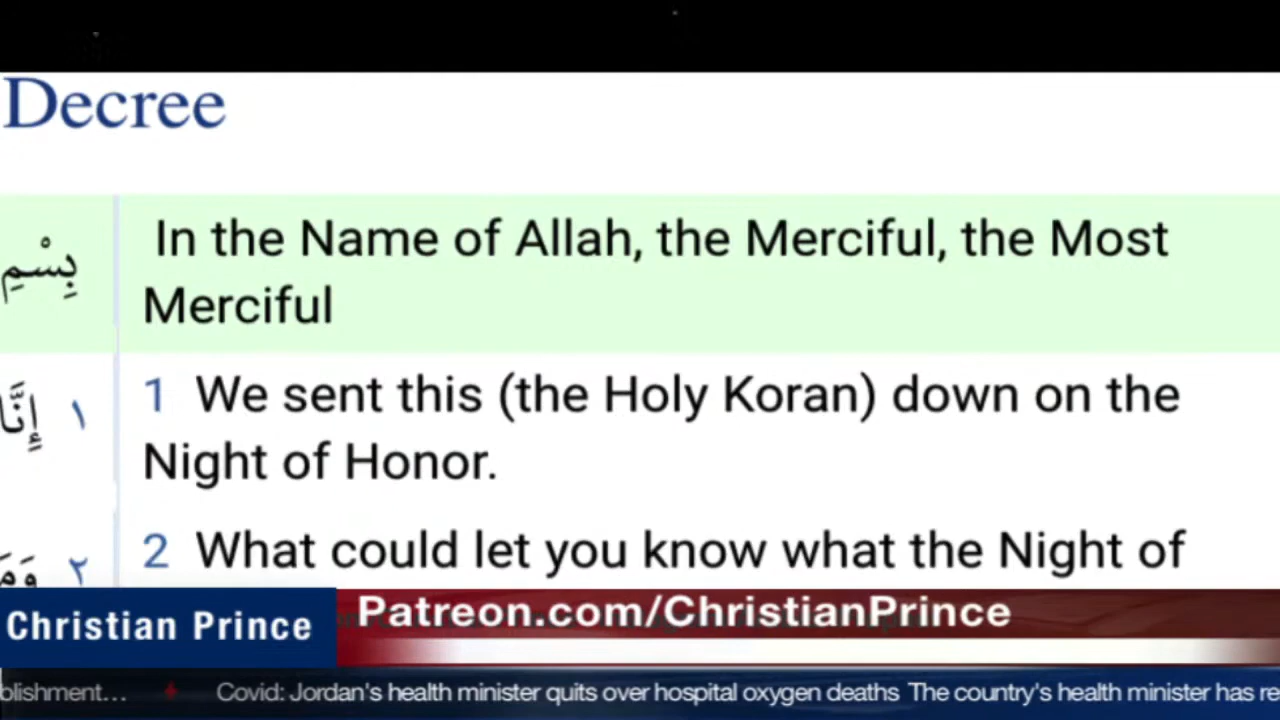 Decree
بِسْمِ
In the Name of Allah, the Merciful, the Most
Merciful
إِنَّا ١
1 We sent this (the Holy Koran) down on the
Night of Honor.
٢
2 What could let you know what the Night of
Christian Prince
Patreon.com/ChristianPrince
blishment... Covid: Jordan's health minister quits over hospital oxygen deaths The country's health minister has re